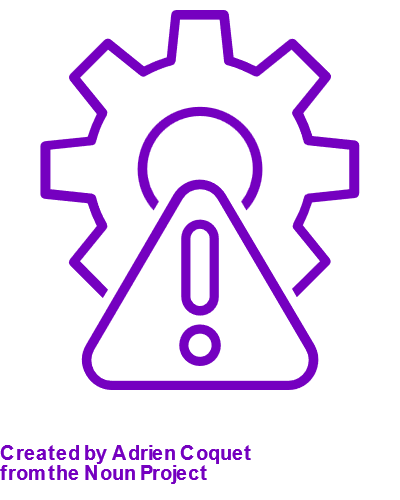 Created by Adrien Coquet
from the Noun Project